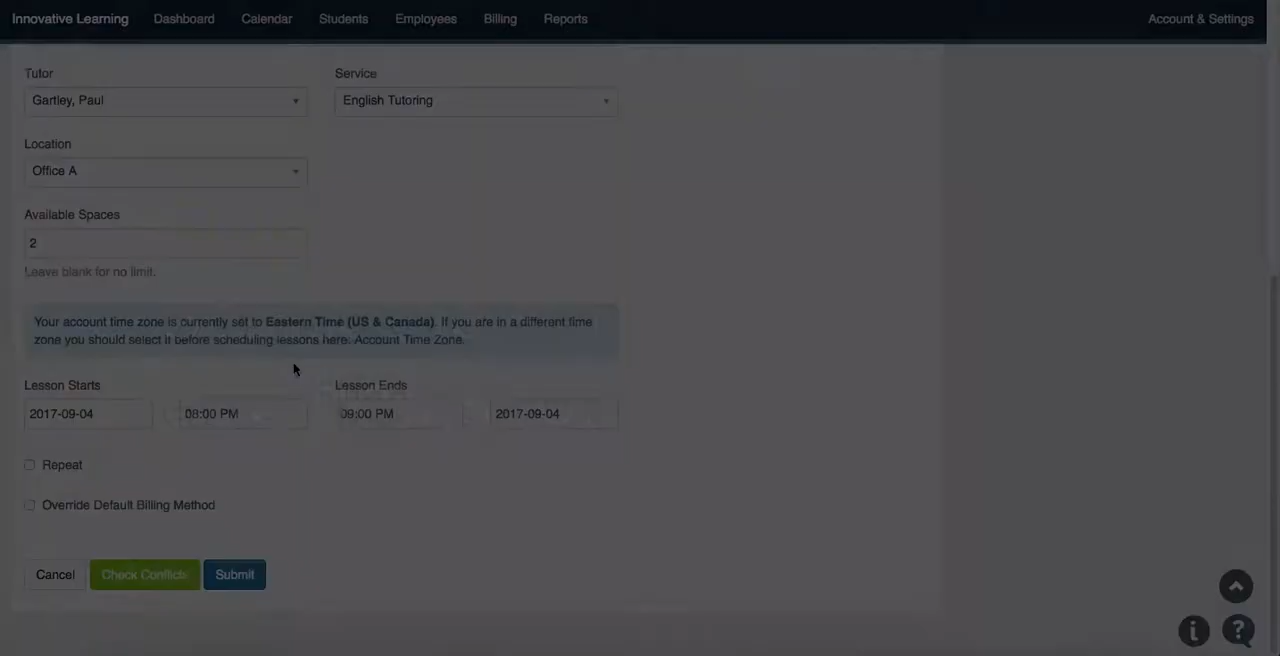 Innovative Learning Dashboard Calendar Students Employees Billing Reports Account & Settings
Tutor Service
Gartley, Paul English Tutoring
Location
Office A
Available Spaces
2
Leave blank for no limit.
Your account time zone is currently set to Eastern Time (US & Canada). If you are in a different time
zone you should select it before scheduling lessons here: Account Time Zone.
Lesson Starts Lesson Ends
2017-09-04 08:00 PM 09:00 PM 2017-09-04
Repeat
Override Default Billing Method
Cancel Check Conflicts Submit